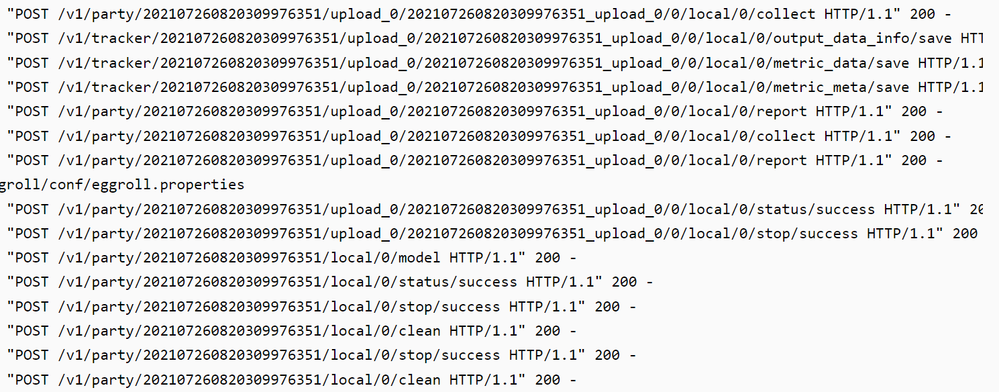 "POST /v1/party/202107260820309976351/upload_0/202107260820309976351_upload_0/0/local/0/collect HTTP/1.1" 200 -
"POST /v1/tracker/202107260820309976351/upload_0/202107260820309976351_upload_0/0/local/0/output_data_info/save HTT
"POST /v1/tracker/202107260820309976351/upload_0/202107260820309976351_upload_0/0/local/0/metric_data/save HTTP/1.1
"POST /v1/tracker/202107260820309976351/upload_0/202107260820309976351_upload_0/0/local/0/metric_meta/save HTTP/1.1
"POST /v1/party/202107260820309976351/upload_0/202107260820309976351_upload_0/0/local/0/report HTTP/1.1" 200 -
"POST /v1/party/202107260820309976351/upload_0/202107260820309976351_upload_0/0/local/0/collect HTTP/1.1" 200 -
"POST /v1/party/202107260820309976351/upload_0/202107260820309976351_upload_0/0/local/0/report HTTP/1.1" 200 -
groll/conf/eggroll.properties
"POST /v1/party/202107260820309976351/upload_0/202107260820309976351_upload_0/0/local/0/status/success HTTP/1.1" 20
"POST /v1/party/202107260820309976351/upload_0/202107260820309976351_upload_0/0/local/0/stop/success HTTP/1.1" 200
"POST /v1/party/202107260820309976351/local/0/model HTTP/1.1" 200 -
"POST /v1/party/202107260820309976351/local/0/status/success HTTP/1.1" 200 -
"POST /v1/party/202107260820309976351/local/0/stop/success HTTP/1.1" 200 -
"POST /v1/party/202107260820309976351/local/0/clean HTTP/1.1" 200 -
"POST /v1/party/202107260820309976351/local/0/stop/success HTTP/1.1" 200 -
"POST /v1/party/202107260820309976351/local/0/clean HTTP/1.1" 200 -